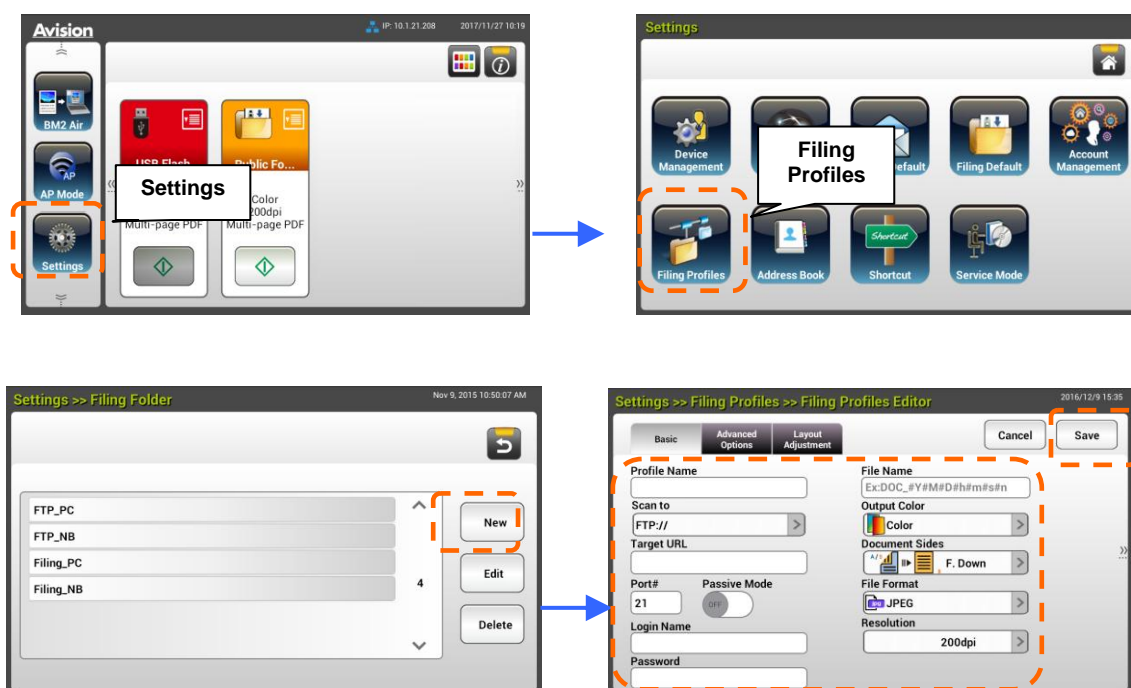 Avision
IP: 10.1.21.208 2017/11/27 10:19
BM2 Air
AP Mode
Settings
USB Flash
Public Fo...
Color
200dpi
Multi-page PDF
Multi-page PDF
Settings
Settings
Device
Management
Default
Filing Default
Account
Management
Filing
Profiles
Filing Profiles
Address Book
Shortcut
Shortcut
Service Mode
Settings >> Filing Folder
Nov 9, 2015 10:50:07 AM
FTP_PC
FTP_NB
Filing_PC
Filing_NB
4
New
Edit
Delete
Settings >> Filing Profiles >> Filing Profiles Editor
2016/12/9 15:35
Basic
Advanced
Options
Layout
Adjustment
Cancel
Save
Profile Name
Scan to
FTP://
Target URL
Port# Passive Mode
21 OFF
Login Name
Password
File Name
Ex:DOC_#Y#M#D#h#m#s#n
Output Color
Color
Document Sides
F. Down
File Format
JPEG
Resolution
200dpi